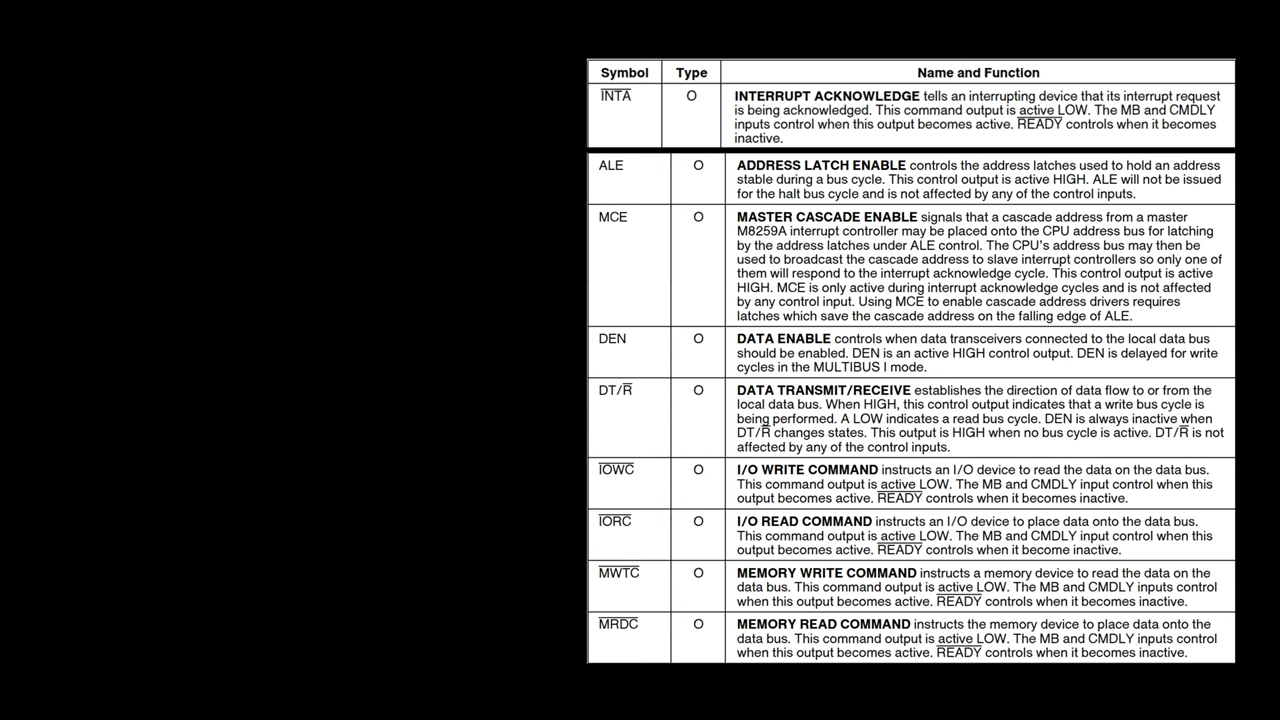 Symbol Type Name and Function
I̅N̅T̅A̅ O INTERRUPT ACKNOWLEDGE tells an interrupting device that its interrupt request
is being acknowledged. This command output is active LOW. The MB and CMDLY
inputs control when this output becomes active. R̅E̅A̅D̅Y̅ controls when it becomes
inactive.
ALE O ADDRESS LATCH ENABLE controls the address latches used to hold an address
stable during a bus cycle. This control output is active HIGH. ALE will not be issued
for the halt bus cycle and is not affected by any of the control inputs.
MCE O MASTER CASCADE ENABLE signals that a cascade address from a master
M8259A interrupt controller may be placed onto the CPU address bus for latching
by the address latches under ALE control. The CPU's address bus may then be
used to broadcast the cascade address to slave interrupt controllers so only one of
them will respond to the interrupt acknowledge cycle. This control output is active
HIGH. MCE is only active during interrupt acknowledge cycles and is not affected
by any control input. Using MCE to enable cascade address drivers requires
latches which save the cascade address on the falling edge of ALE.
DEN O DATA ENABLE controls when data transceivers connected to the local data bus
should be enabled. DEN is an active HIGH control output. DEN is delayed for write
cycles in the MULTIBUS I mode.
DT/R̅ O DATA TRANSMIT/RECEIVE establishes the direction of data flow to or from the
local data bus. When HIGH, this control output indicates that a write bus cycle is
being performed. A LOW indicates a read bus cycle. DEN is always inactive when
DT/R̅ changes states. This output is HIGH when no bus cycle is active. DT/R̅ is not
affected by any of the control inputs.
I̅O̅W̅C̅ O I/O WRITE COMMAND instructs an I/O device to read the data on the data bus.
This command output is active LOW. The MB and CMDLY input control when this
output becomes active. R̅E̅A̅D̅Y̅ controls when it becomes inactive.
I̅O̅R̅C̅ O I/O READ COMMAND instructs an I/O device to place data onto the data bus.
This command output is active LOW. The MB and CMDLY input control when this
output becomes active. R̅E̅A̅D̅Y̅ controls when it become inactive.
M̅W̅T̅C̅ O MEMORY WRITE COMMAND instructs a memory device to read the data on the
data bus. This command output is active LOW. The MB and CMDLY inputs control
when this output becomes active. R̅E̅A̅D̅Y̅ controls when it becomes inactive.
M̅R̅D̅C̅ O MEMORY READ COMMAND instructs the memory device to place data onto the
data bus. This command output is active LOW. The MB and CMDLY inputs control
when this output becomes active. R̅E̅A̅D̅Y̅ controls when it becomes inactive.